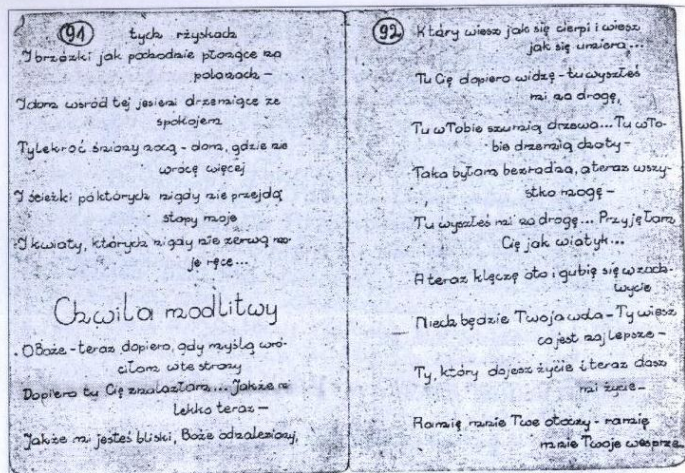 91
tych rżyskach
I brzózki jak pochodnie płonące na
polanach –
I dom wśród tej jesieni drzemiące ze
spokojem
Tylekroć śniony nocą – dom, gdzie nie
wrócę więcej
I ścieżki po których nigdy nie przejdą
stopy moje
I kwiaty, których nigdy nie zerwą mo
je ręce...
Chwila modlitwy
O Boże – teraz dopiero, gdy myślą wró-
ciłam w te strony
Dopiero tu Cię znalazłam... Jakże mi
lekko teraz –
Jakże mi jesteś bliski, Boże odnaleziony,
92
Który wiesz jak się cierpi i wiesz
jak się umiera...
Tu Cię dopiero widzę – tu wyszłeś
mi na drogę,
Tu w Tobie szumią drzewa... Tu w To-
bie drzemią chaty –
Taka byłam bezradna, a teraz wszy-
stko mogę –
Tu wyszłeś mi na drogę... Przyjęłam
Cię jak wiatyk...
A teraz klęczę oto i gubię się w zach-
wycie
Niech będzie Twoja wola – Ty wiesz
co jest najlepsze –
Ty, który dajesz życie i teraz dasz
mi życie –
Ramię mnie Twe otoczy – ramię
mnie Twoje wesprze